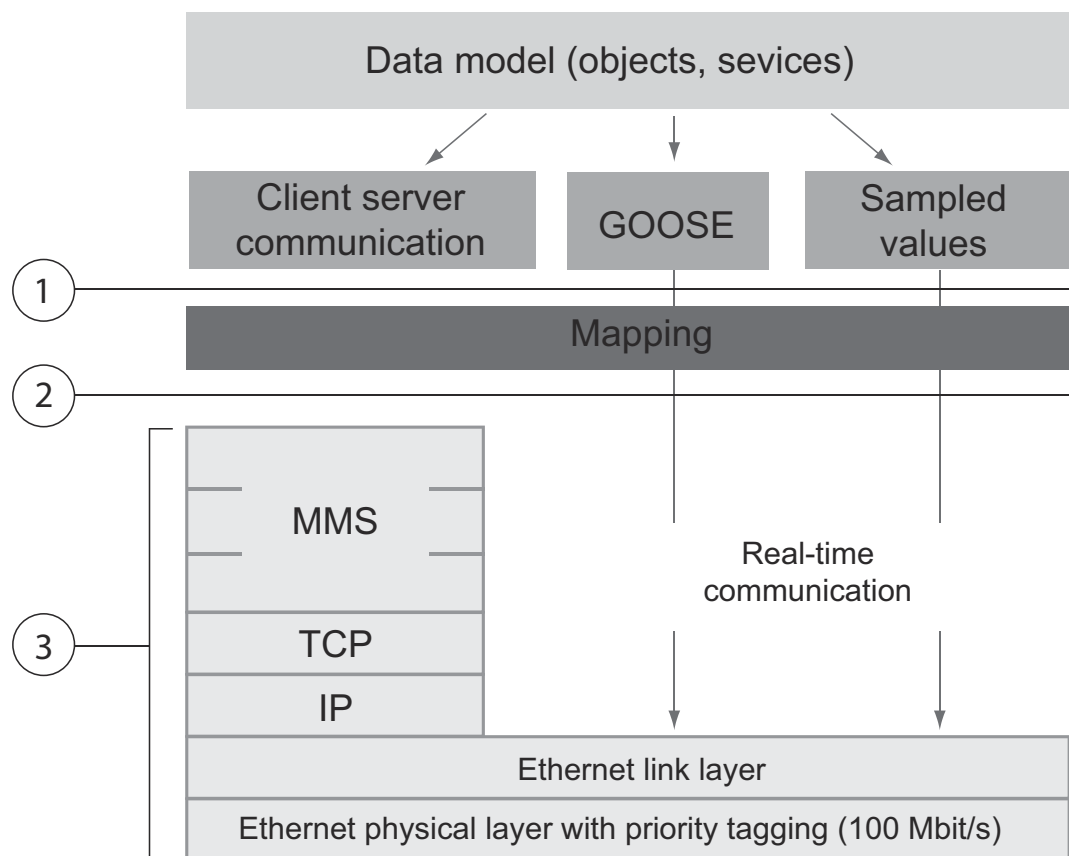 Data model (objects, sevices)
Client server
communication
GOOSE
Sampled
values
1
Mapping
2
MMS
Real-time
communication
3
TCP
IP
Ethernet link layer
Ethernet physical layer with priority tagging (100 Mbit/s)